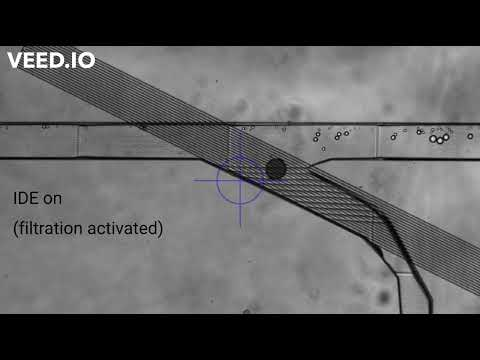 VEED.IO
IDE on
(filtration activated)